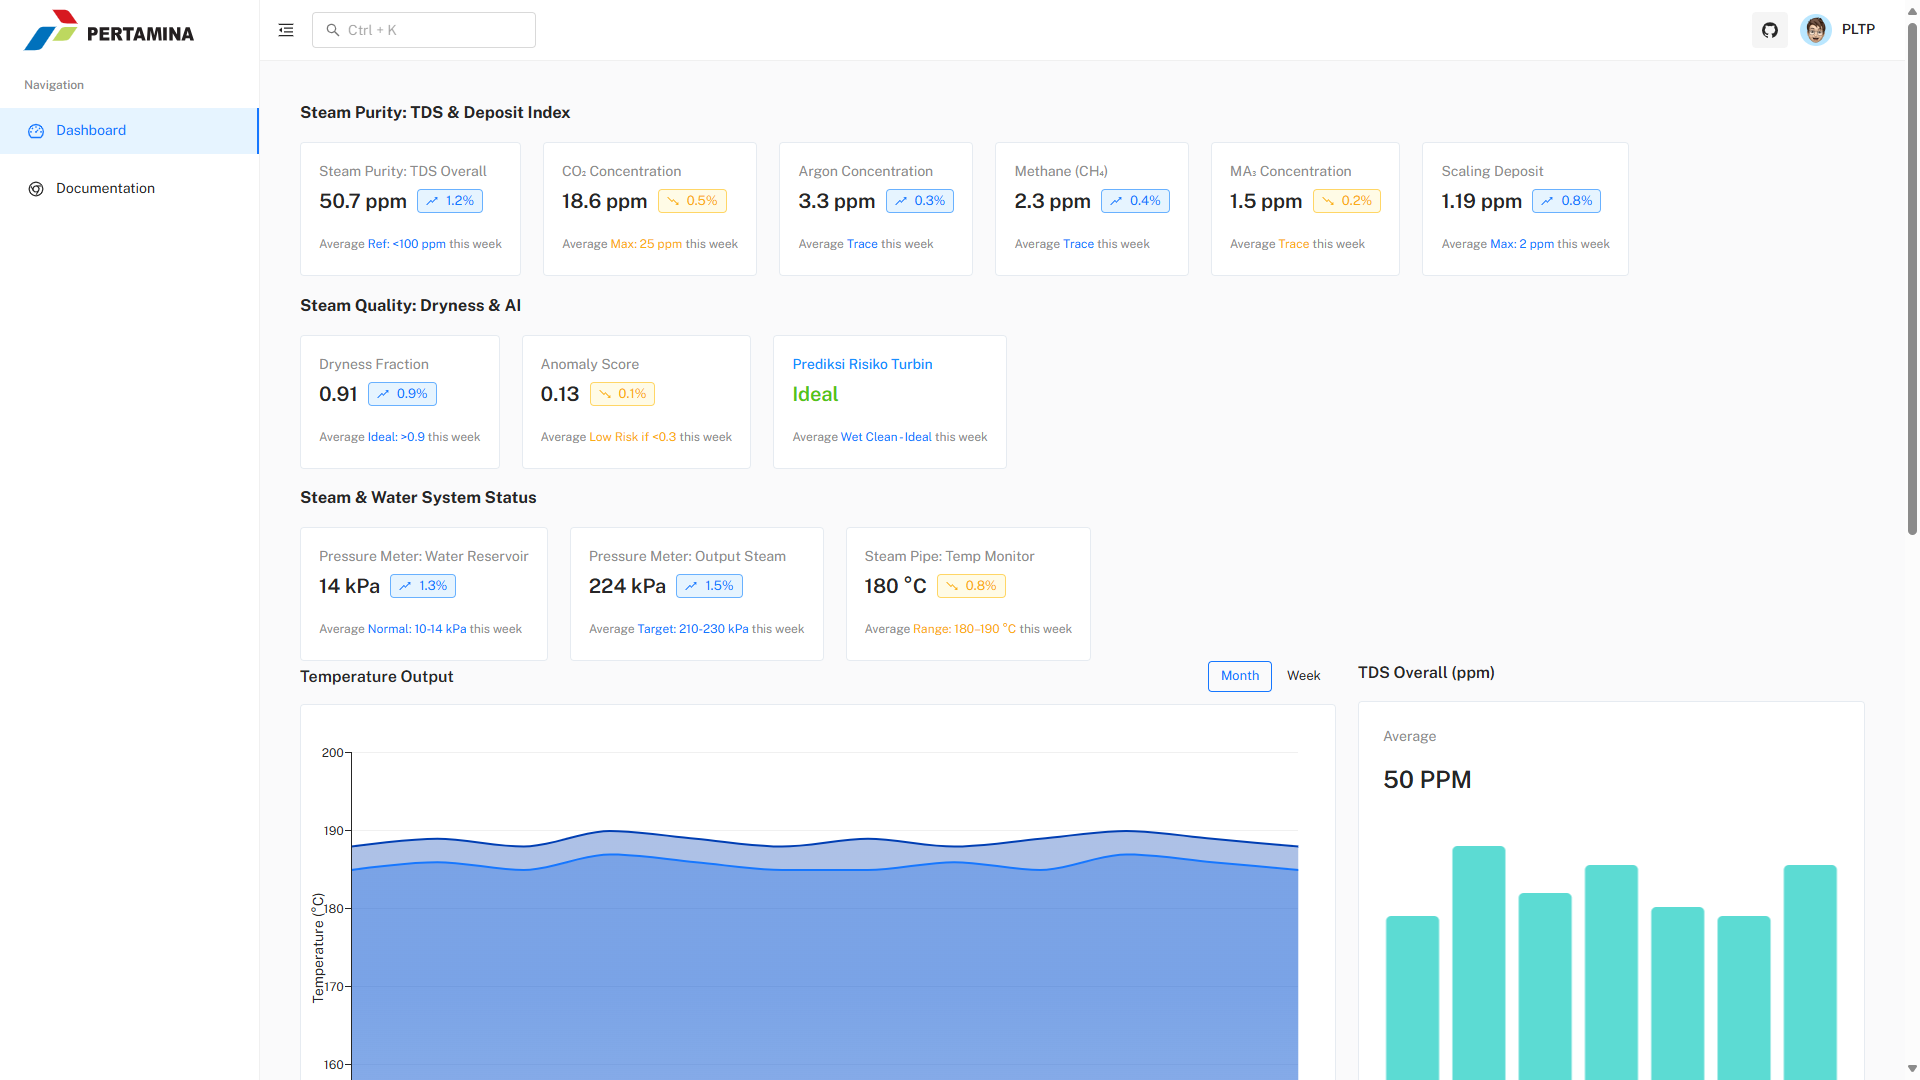 PERTAMINA
Ctrl + K
PLTP
Navigation
Dashboard
Documentation
Steam Purity: TDS & Deposit Index
Steam Purity: TDS Overall
50.7 ppm 1.2%
Average Ref: <100 ppm this week
CO₂ Concentration
18.6 ppm 0.5%
Average Max: 25 ppm this week
Argon Concentration
3.3 ppm 0.3%
Average Trace this week
Methane (CH₄)
2.3 ppm 0.4%
Average Trace this week
MA₃ Concentration
1.5 ppm 0.2%
Average Trace this week
Scaling Deposit
1.19 ppm 0.8%
Average Max: 2 ppm this week
Steam Quality: Dryness & AI
Dryness Fraction
0.91 0.9%
Average Ideal: >0.9 this week
Anomaly Score
0.13 0.1%
Average Low Risk if <0.3 this week
Prediksi Risiko Turbin
Ideal
Average Wet Clean-Ideal this week
Steam & Water System Status
Pressure Meter: Water Reservoir
14 kPa 1.3%
Average Normal: 10-14 kPa this week
Pressure Meter: Output Steam
224 kPa 1.5%
Average Target: 210-230 kPa this week
Steam Pipe: Temp Monitor
180 °C 0.8%
Average Range: 180–190 °C this week
Temperature Output
Month Week
200
190
180
170
160
Temperature (°C)
TDS Overall (ppm)
Average
50 PPM